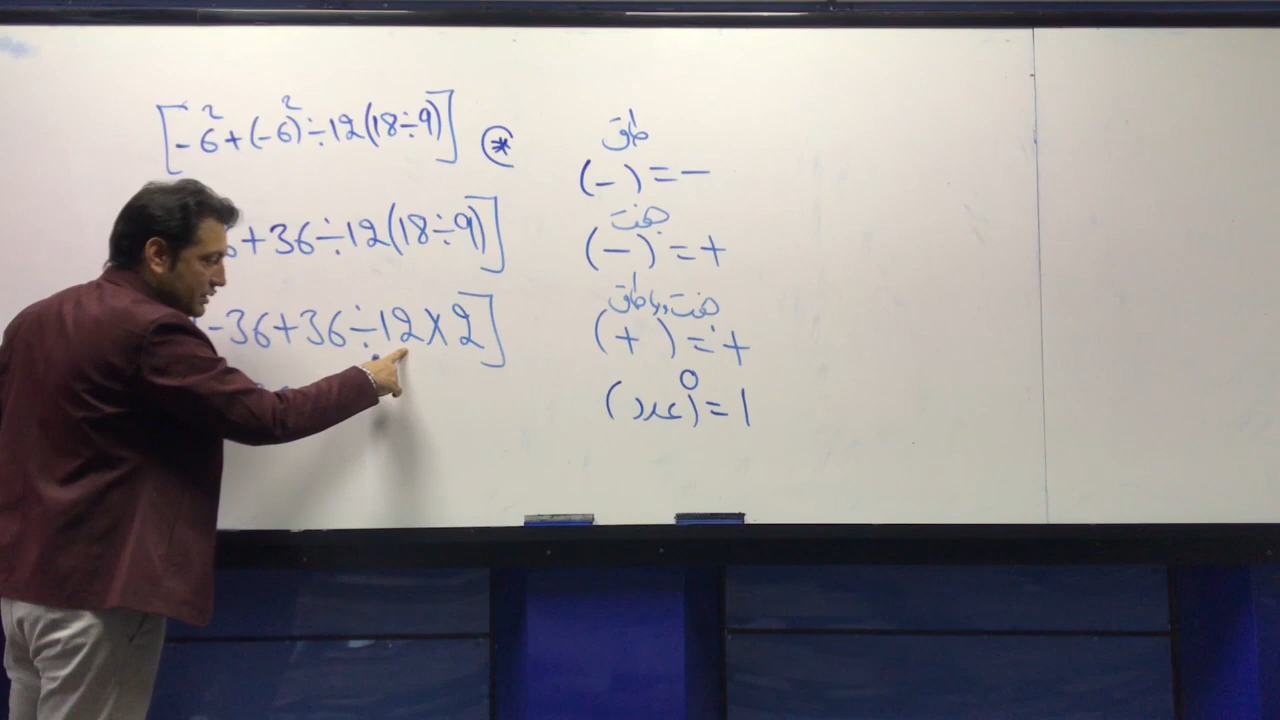 [-6²+(-6)²÷12(18÷9)] *
+36÷12(18÷9)]
-36+36÷12×2]
طاق
(-) = -
جفت
(-) = +
جفت و یا طاق
(+) = +
(عدد)⁰ = 1